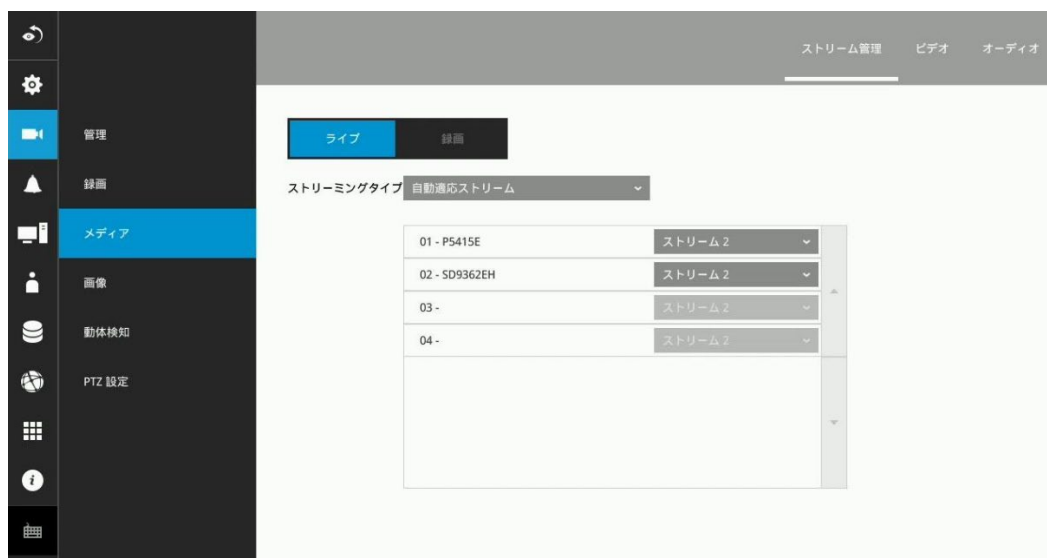 ストリーム管理 ビデオ オーディオ
管理
録画
メディア
画像
動体検知
PTZ 設定
ライブ 録画
ストリーミングタイプ 自動適応ストリーム
01 - P5415E ストリーム 2
02 - SD9362EH ストリーム 2
03 - ストリーム 2
04 - ストリーム 2